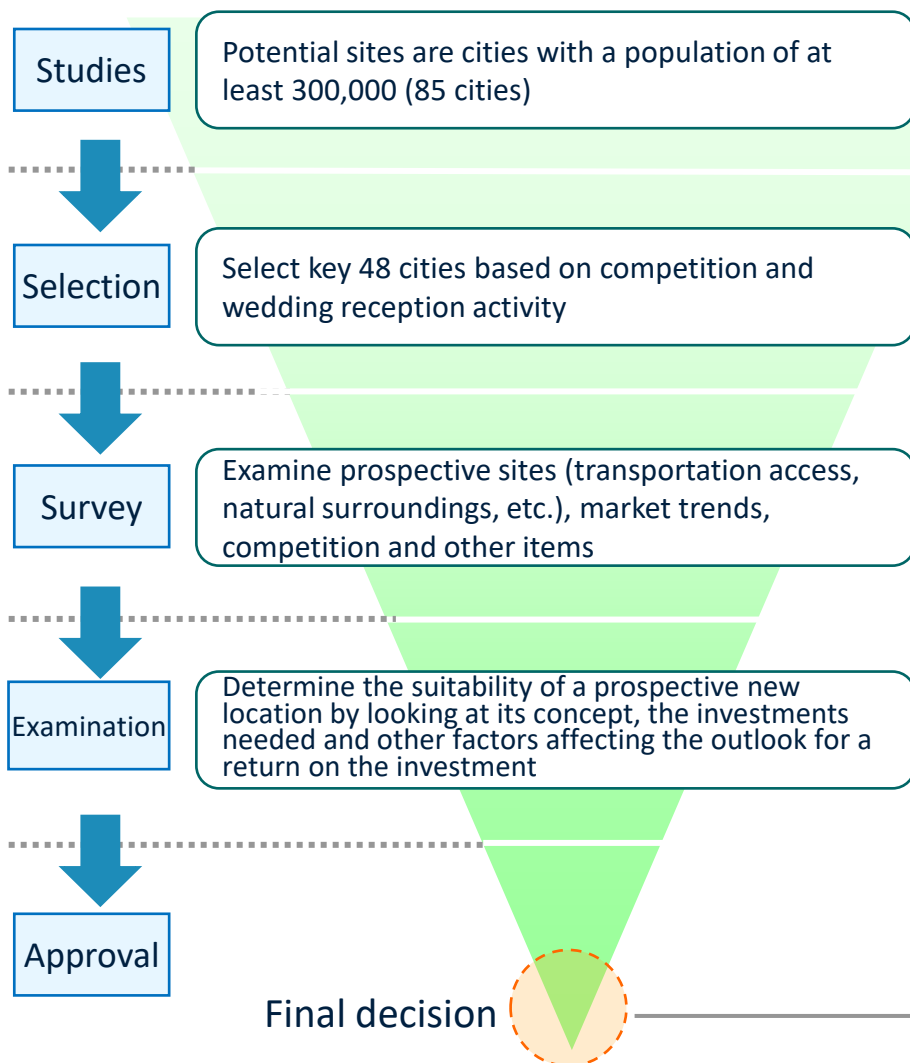 Studies
Potential sites are cities with a population of at
least 300,000 (85 cities)
Selection
Select key 48 cities based on competition and
wedding reception activity
Survey
Examine prospective sites (transportation access,
natural surroundings, etc.), market trends,
competition and other items
Examination
Determine the suitability of a prospective new
location by looking at its concept, the investments
needed and other factors affecting the outlook for a
return on the investment
Approval
Final decision